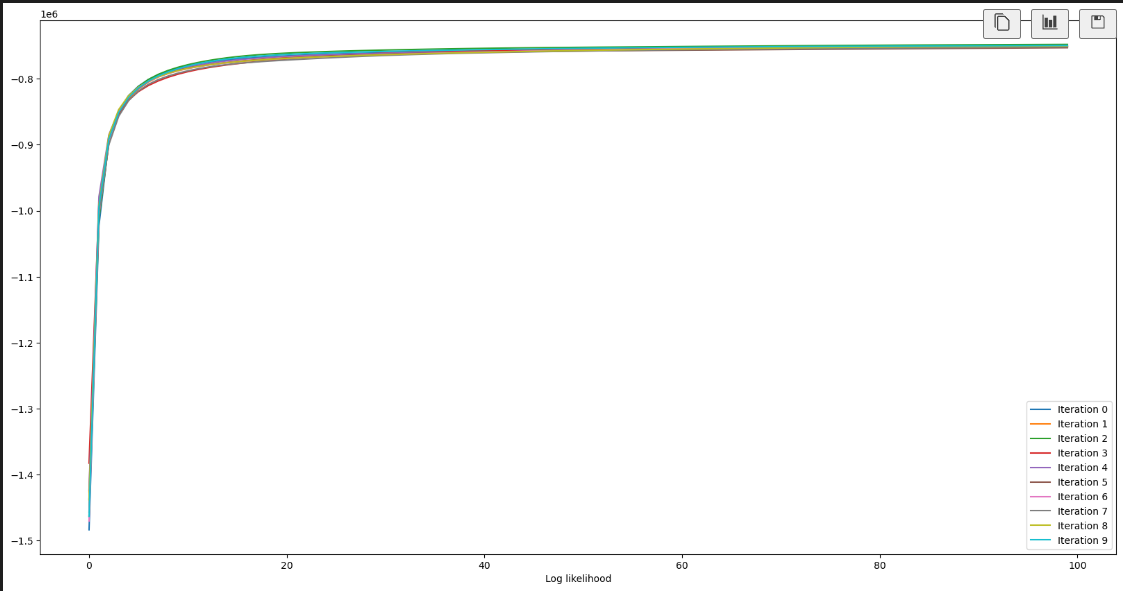 1e6
−0.8
−0.9
−1.0
−1.1
−1.2
−1.3
−1.4
−1.5
Iteration 0
Iteration 1
Iteration 2
Iteration 3
Iteration 4
Iteration 5
Iteration 6
Iteration 7
Iteration 8
Iteration 9
0 20 40 60 80 100
Log likelihood